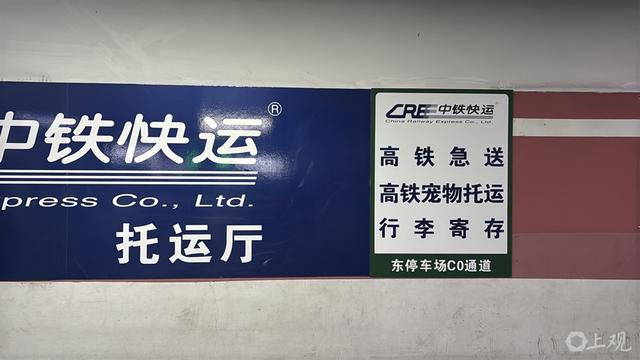 中铁快运®
press Co., Ltd.
托运厅
CRE 中铁快运®
China Railway Express Co., Ltd.
高铁急送
高铁宠物托运
行李寄存
东停车场C0通道
上观